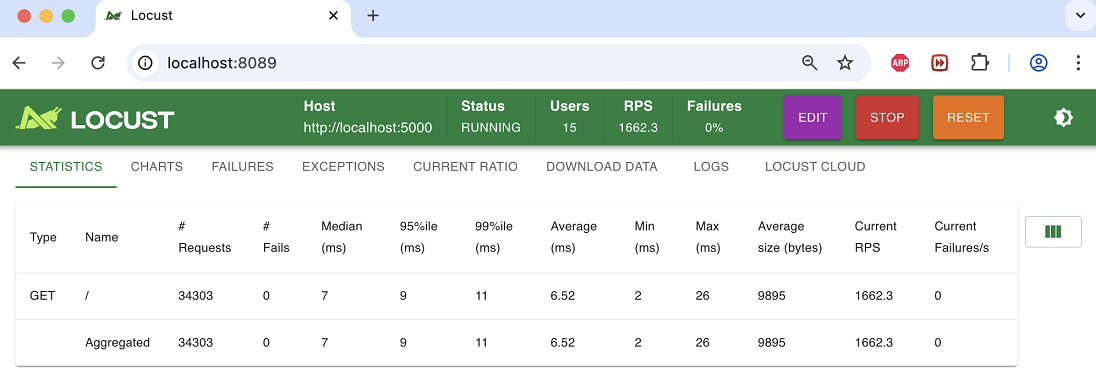 Locust
localhost:8089
ABP
LOCUST
Host
http://localhost:5000
Status
RUNNING
Users
15
RPS
1662.3
Failures
0%
EDIT
STOP
RESET
STATISTICS CHARTS FAILURES EXCEPTIONS CURRENT RATIO DOWNLOAD DATA LOGS LOCUST CLOUD
Type Name # Requests # Fails Median (ms) 95%ile (ms) 99%ile (ms) Average (ms) Min (ms) Max (ms) Average size (bytes) Current RPS Current Failures/s
GET / 34303 0 7 9 11 6.52 2 26 9895 1662.3 0
Aggregated 34303 0 7 9 11 6.52 2 26 9895 1662.3 0